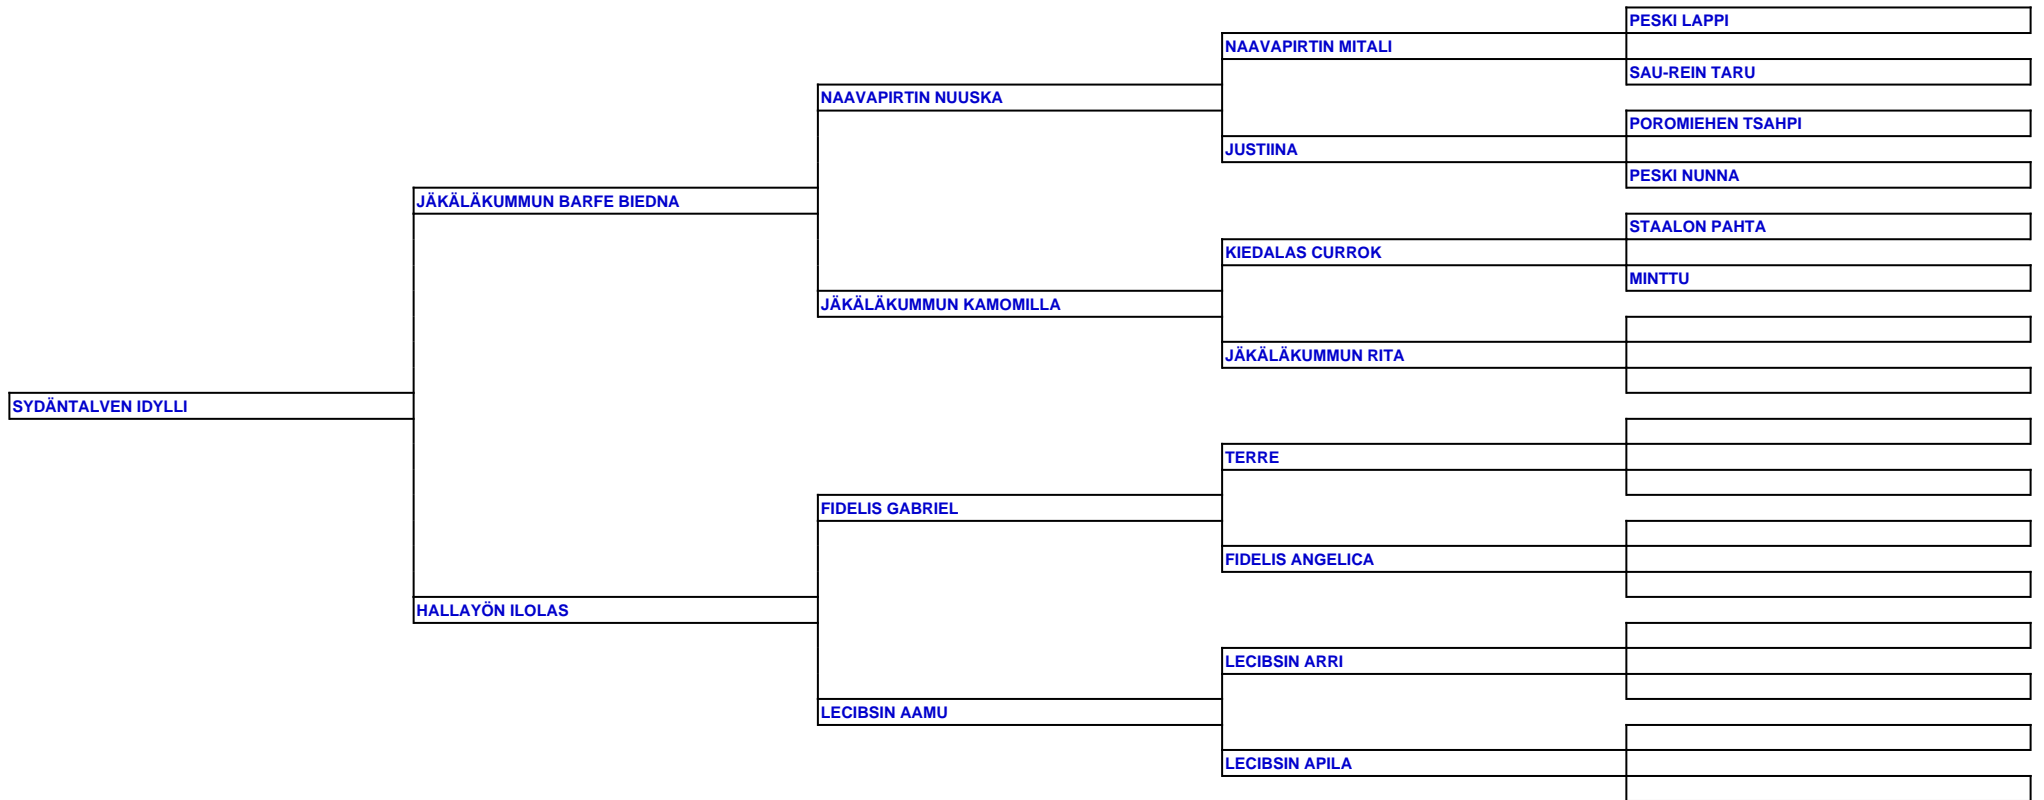 PESKI LAPPI
NAAVAPIRTIN MITALI
SAU-REIN TARU
NAAVAPIRTIN NUUSKA
POROMIEHEN TSAHPI
JUSTIINA
PESKI NUNNA
JÄKÄLÄKUMMUN BARFE BIEDNA
STAALON PAHTA
KIEDALAS CURROK
MINTTU
JÄKÄLÄKUMMUN KAMOMILLA
JÄKÄLÄKUMMUN RITA
SYDÄNTALVEN IDYLLI
TERRE
FIDELIS GABRIEL
FIDELIS ANGELICA
HALLAYÖN ILOLAS
LECIBSIN ARRI
LECIBSIN AAMU
LECIBSIN APILA